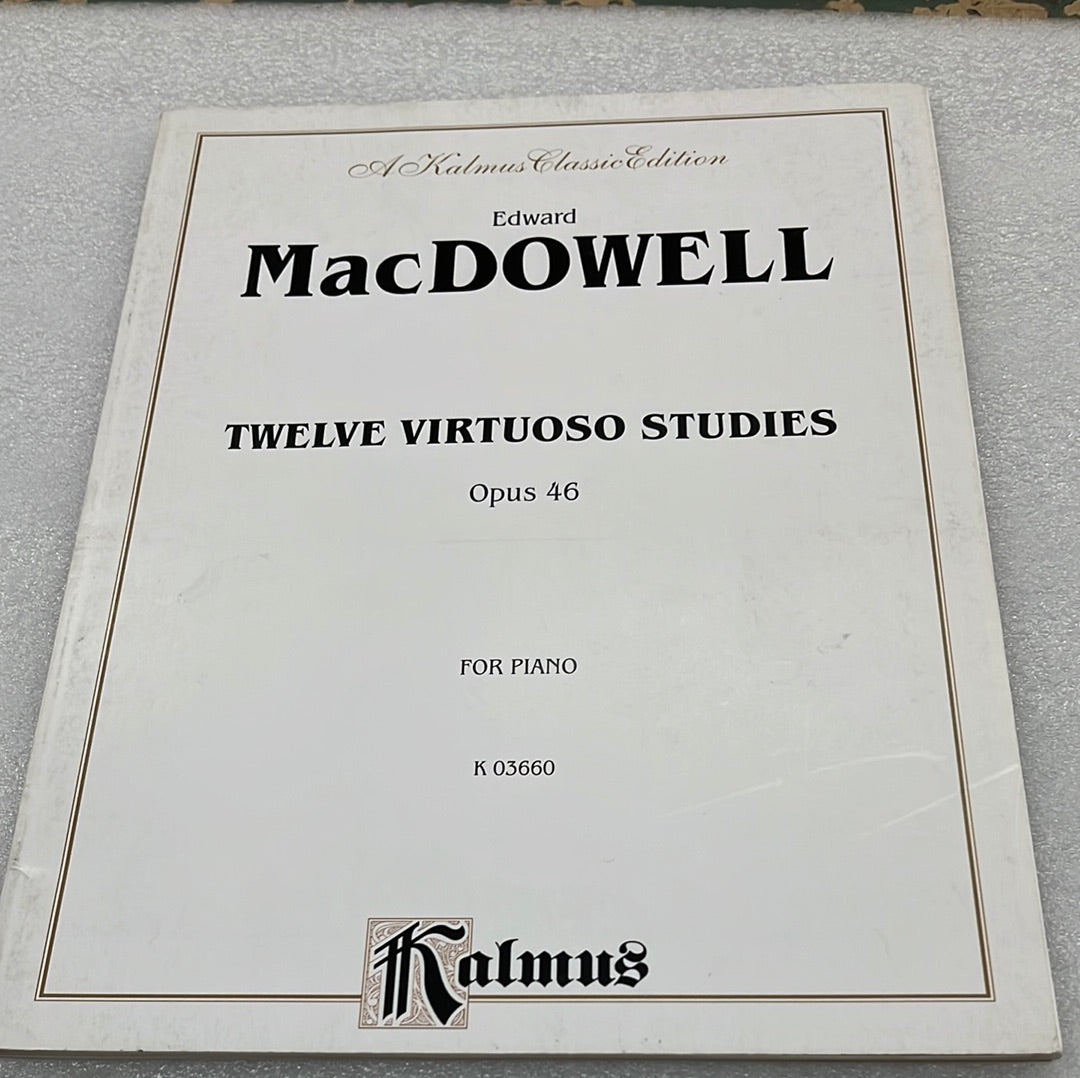 A Kalmus Classic Edition
Edward
MacDOWELL
TWELVE VIRTUOSO STUDIES
Opus 46
FOR PIANO
K 03660
Kalmus